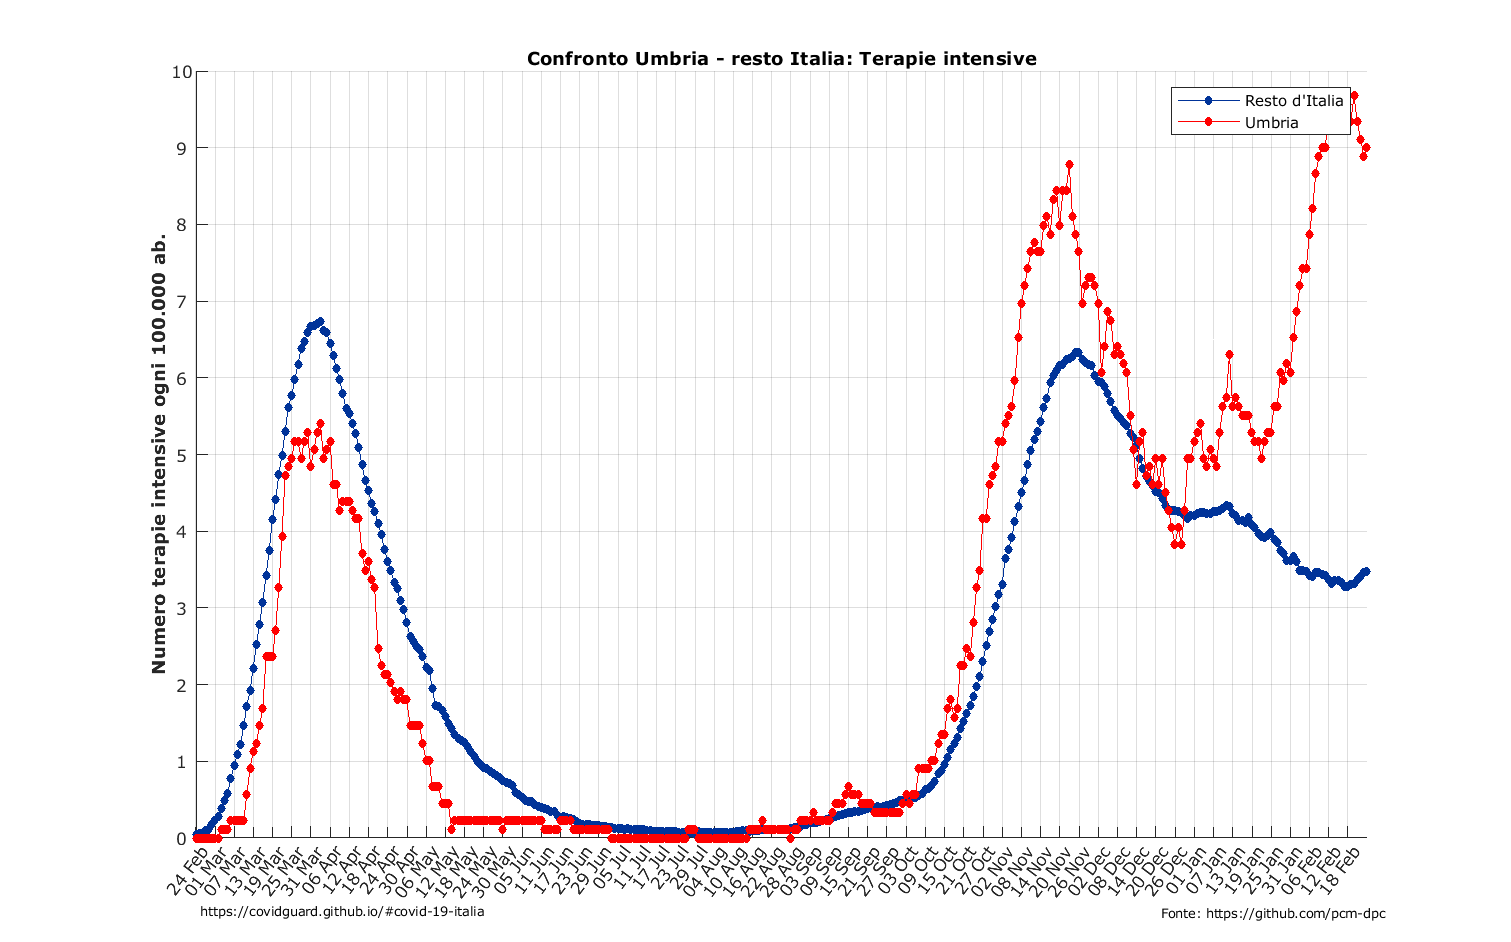 Confronto Umbria - resto Italia: Terapie intensive
Numero terapie intensive ogni 100.000 ab.
10
9
8
7
6
5
4
3
2
1
0
Resto d'Italia
Umbria
24 Feb
01 Mar
07 Mar
13 Mar
19 Mar
25 Mar
31 Mar
06 Apr
12 Apr
18 Apr
24 Apr
30 Apr
06 May
12 May
18 May
24 May
30 May
05 Jun
11 Jun
17 Jun
23 Jun
29 Jun
05 Jul
11 Jul
17 Jul
23 Jul
29 Jul
04 Aug
10 Aug
16 Aug
22 Aug
28 Aug
03 Sep
09 Sep
15 Sep
21 Sep
27 Sep
03 Oct
09 Oct
15 Oct
21 Oct
27 Oct
02 Nov
08 Nov
14 Nov
20 Nov
26 Nov
02 Dec
08 Dec
14 Dec
20 Dec
26 Dec
01 Jan
07 Jan
13 Jan
19 Jan
25 Jan
31 Jan
06 Feb
12 Feb
18 Feb
https://covidguard.github.io/#covid-19-italia
Fonte: https://github.com/pcm-dpc